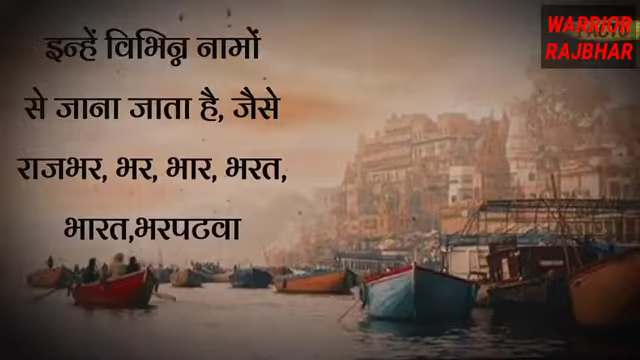 इन्हें विभिन्न नामों
से जाना जाता है, जैसे
राजभर, भर, भार, भरत,
भारत,भरपटवा
WARRIOR
RAJBHAR